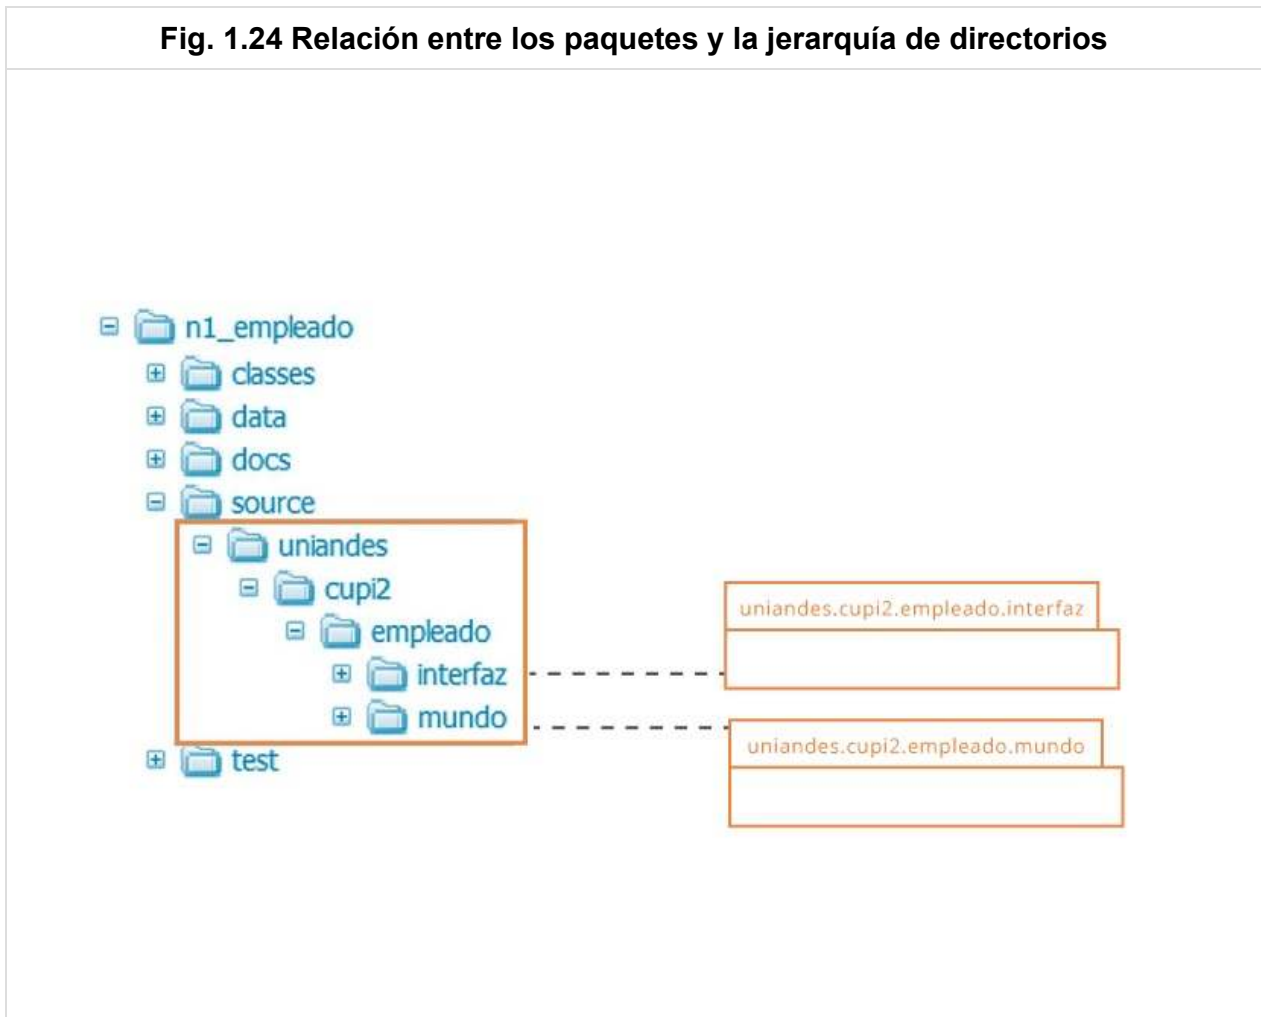 Fig. 1.24 Relación entre los paquetes y la jerarquía de directorios
n1_empleado
classes
data
docs
source
uniandes
cupi2
empleado
interfaz
mundo
test
uniandes.cupi2.empleado.interfaz
uniandes.cupi2.empleado.mundo